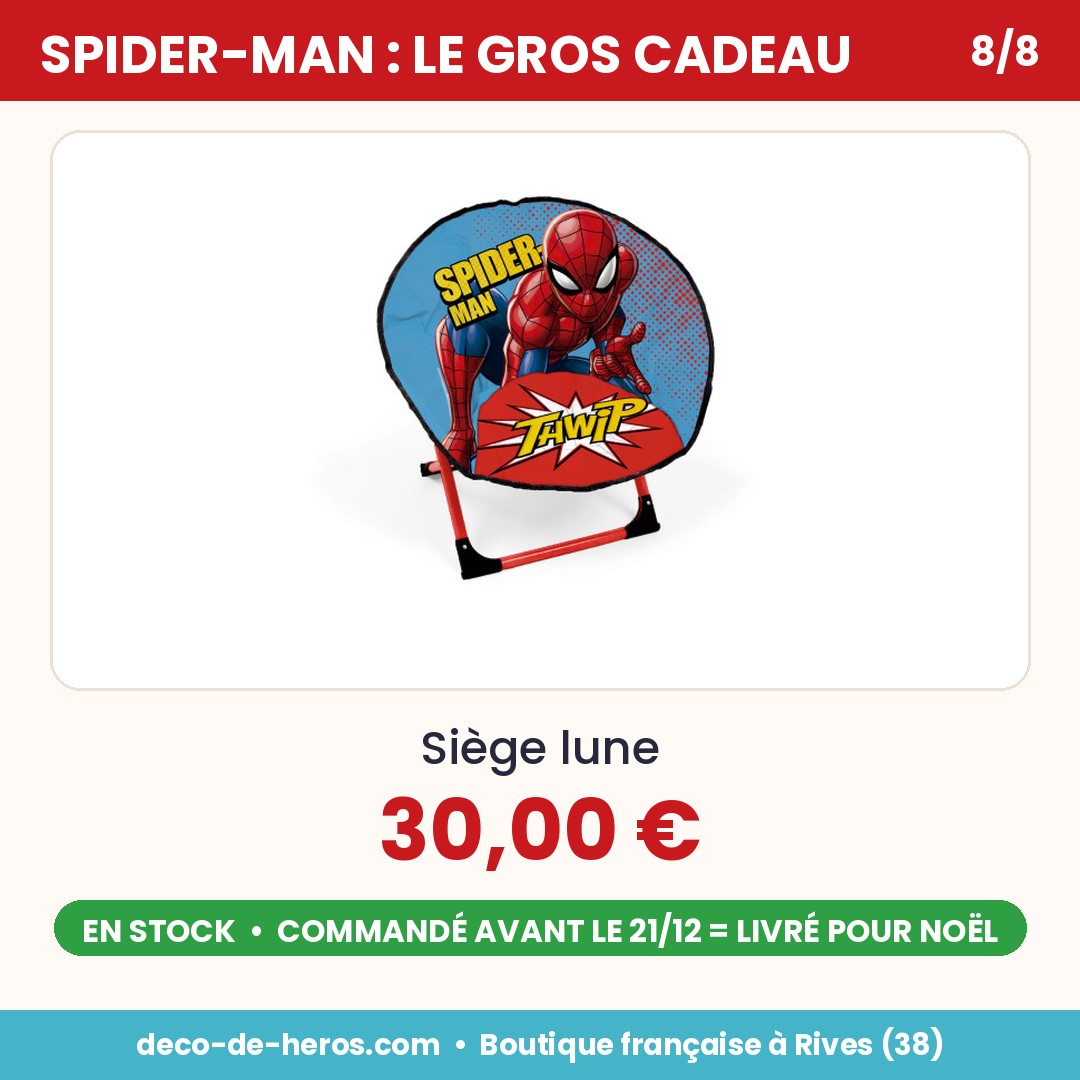 SPIDER-MAN : LE GROS CADEAU
8/8
SPIDER-
MAN
THWIP
Siège lune
30,00 €
EN STOCK • COMMANDÉ AVANT LE 21/12 = LIVRÉ POUR NOËL
deco-de-heros.com • Boutique française à Rives (38)